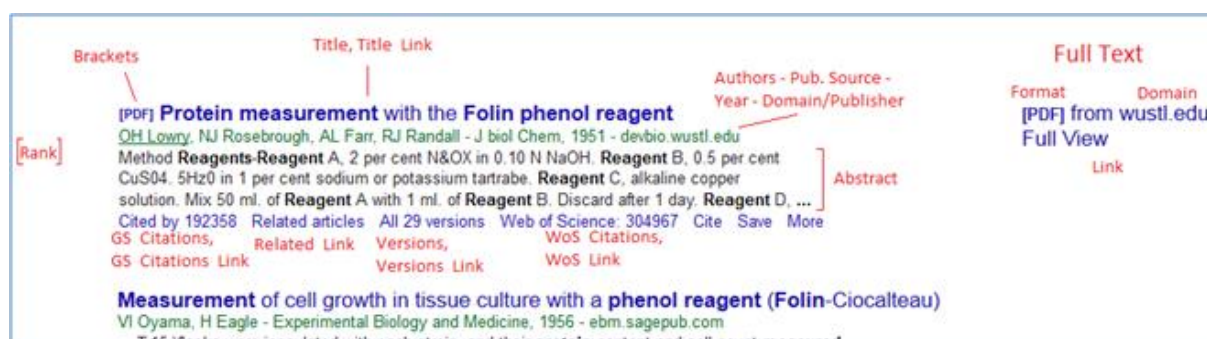 Brackets
Title, Title Link
Full Text
Authors - Pub. Source -
Year - Domain/Publisher
Format Domain
[PDF] Protein measurement with the Folin phenol reagent
[PDF] from wustl.edu
OH Lowry, NJ Rosebrough, AL Farr, RJ Randall - J biol Chem, 1951 - devbio.wustl.edu
Full View
[Rank]
Method Reagents-Reagent A, 2 per cent N&OX in 0.10 N NaOH. Reagent B, 0.5 per cent
CuS04. 5Hz0 in 1 per cent sodium or potassium tartrabe. Reagent C, alkaline copper
solution. Mix 50 ml. of Reagent A with 1 ml. of Reagent B. Discard after 1 day. Reagent D, ...
Abstract
Link
Cited by 192358 Related articles All 29 versions Web of Science: 304967 Cite Save More
GS Citations,
GS Citations Link
Related Link
Versions,
Versions Link
WoS Citations,
WoS Link
Measurement of cell growth in tissue culture with a phenol reagent (Folin-Ciocalteau)
VI Oyama, H Eagle - Experimental Biology and Medicine, 1956 - ebm.sagepub.com